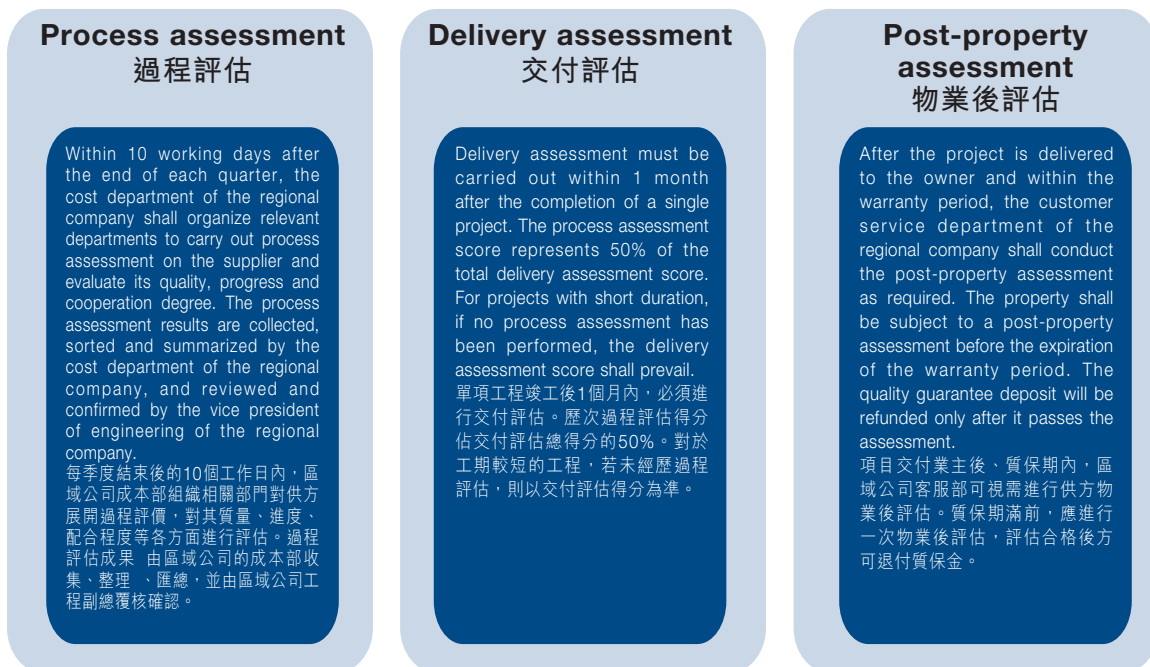 Process assessment
過程評估
Within 10 working days after
the end of each quarter, the
cost department of the regional
company shall organize relevant
departments to carry out process
assessment on the supplier and
evaluate its quality, progress and
cooperation degree. The process
assessment results are collected,
sorted and summarized by the
cost department of the regional
company, and reviewed and
confirmed by the vice president
of engineering of the regional
company.
每季度結束後的10個工作日內，區
域公司成本部組織相關部門對供方
展開過程評價，對其質量、進度、
配合程度等各方面進行評估。過程
評估成果 由區域公司的成本部收
集、整理 、匯總，並由區域公司工
程副總覆核確認。
Delivery assessment
交付評估
Delivery assessment must be
carried out within 1 month
after the completion of a single
project. The process assessment
score represents 50% of the
total delivery assessment score.
For projects with short duration,
if no process assessment has
been performed, the delivery
assessment score shall prevail.
單項工程竣工後1個月內，必須進
行交付評估。歷次過程評估得分
佔交付評估總得分的50%。對於
工期較短的工程，若未經歷過程
評估，則以交付評估得分為準。
Post-property
assessment
物業後評估
After the project is delivered
to the owner and within the
warranty period, the customer
service department of the
regional company shall conduct
the post-property assessment
as required. The property shall
be subject to a post-property
assessment before the expiration
of the warranty period. The
quality guarantee deposit will be
refunded only after it passes the
assessment.
項目交付業主後、質保期內，區
域公司客服部可視需進行供方物
業後評估。質保期滿前，應進行
一次物業後評估，評估合格後方
可退付質保金。